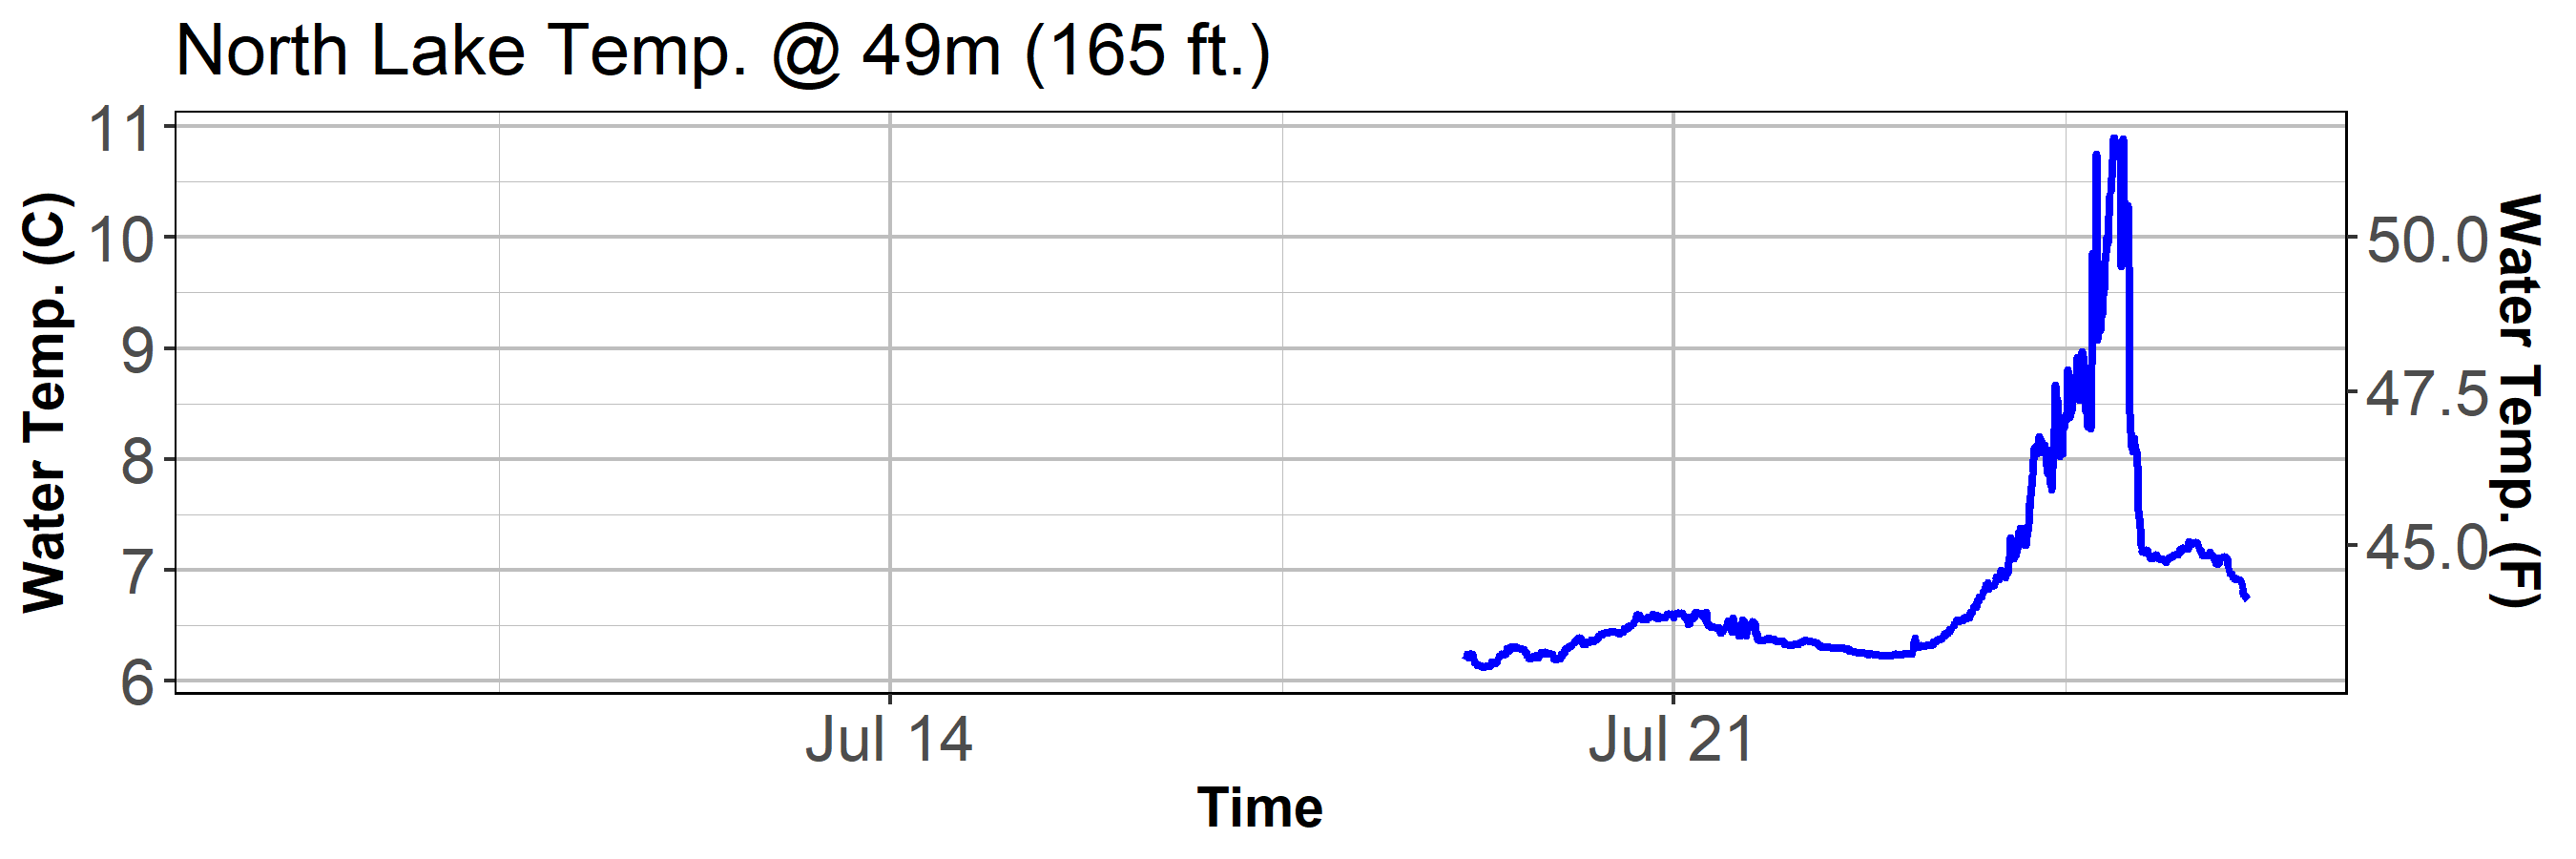 North Lake Temp. @ 49m (165 ft.)
Water Temp. (C)
11
10
9
8
7
6
50.0
47.5
45.0
Water Temp. (F)
Jul 14
Jul 21
Time